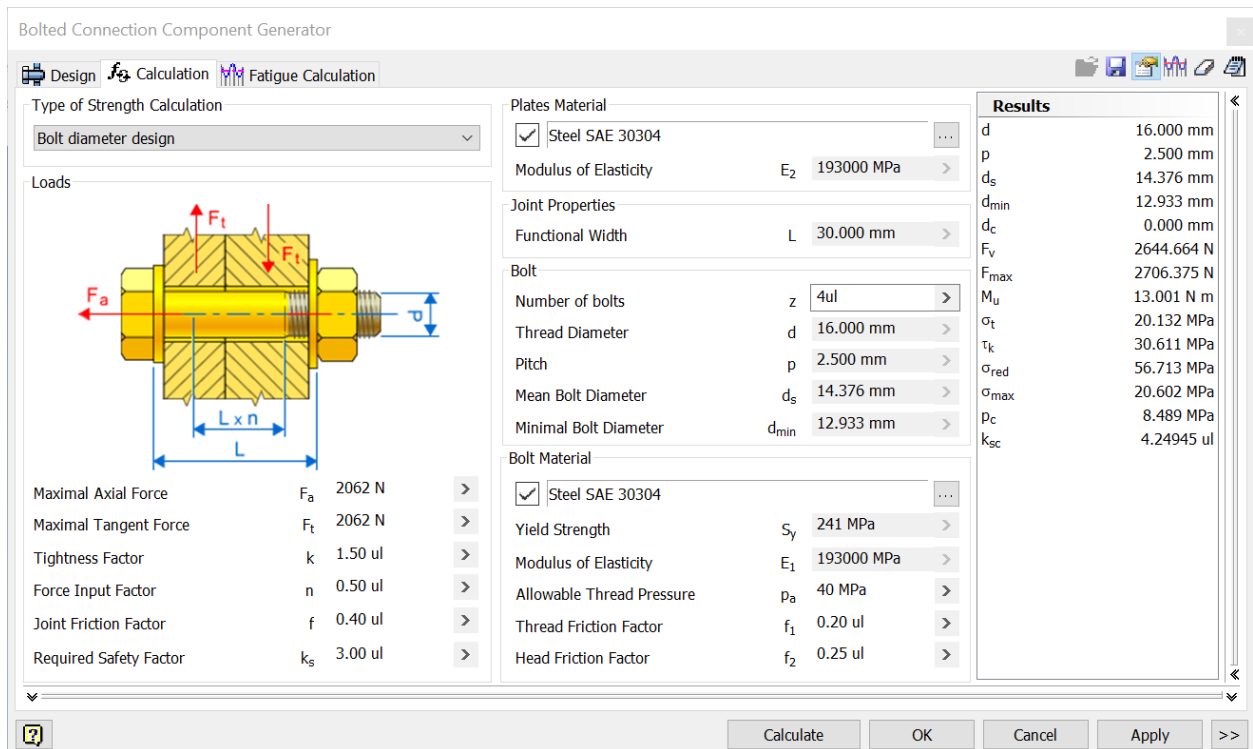 Bolted Connection Component Generator
Design
Calculation
Fatigue Calculation
Type of Strength Calculation
Bolt diameter design
Loads
Ft
Ft
Fa
d
L x n
L
Maximal Axial Force Fa 2062 N
Maximal Tangent Force Ft 2062 N
Tightness Factor k 1.50 ul
Force Input Factor n 0.50 ul
Joint Friction Factor f 0.40 ul
Required Safety Factor ks 3.00 ul
Plates Material
Steel SAE 30304
...
Modulus of Elasticity E2 193000 MPa
Joint Properties
Functional Width L 30.000 mm
Bolt
Number of bolts z 4ul
Thread Diameter d 16.000 mm
Pitch p 2.500 mm
Mean Bolt Diameter ds 14.376 mm
Minimal Bolt Diameter dmin 12.933 mm
Bolt Material
Steel SAE 30304
...
Yield Strength Sy 241 MPa
Modulus of Elasticity E1 193000 MPa
Allowable Thread Pressure pa 40 MPa
Thread Friction Factor f1 0.20 ul
Head Friction Factor f2 0.25 ul
Results
d 16.000 mm
p 2.500 mm
ds 14.376 mm
dmin 12.933 mm
dc 0.000 mm
Fv 2644.664 N
Fmax 2706.375 N
Mu 13.001 N m
σt 20.132 MPa
τk 30.611 MPa
σred 56.713 MPa
σmax 20.602 MPa
pc 8.489 MPa
ksc 4.24945 ul
Calculate
OK
Cancel
Apply
>>